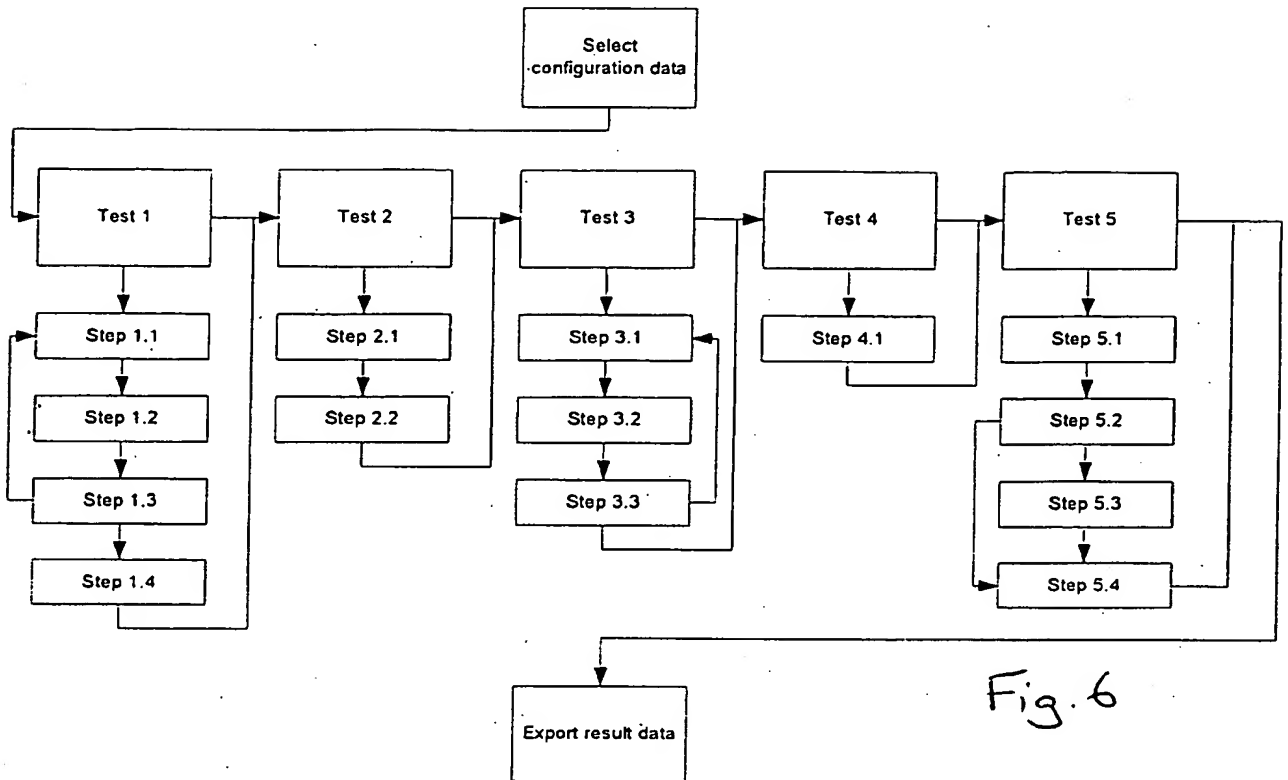 Select
configuration data
Test 1
Test 2
Test 3
Test 4
Test 5
Step 1.1
Step 2.1
Step 3.1
Step 4.1
Step 5.1
Step 1.2
Step 2.2
Step 3.2
Step 5.2
Step 1.3
Step 3.3
Step 5.3
Step 1.4
Step 5.4
Export result data
Fig. 6